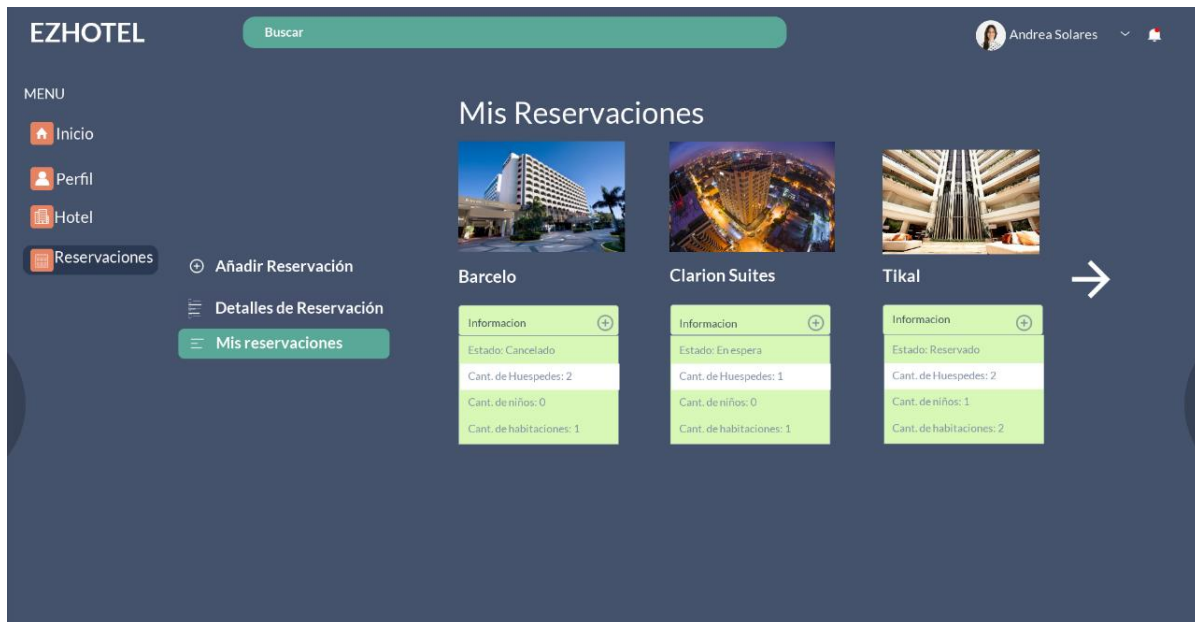 EZHOTEL
Buscar
Andrea Solares
MENU
Inicio
Perfil
Hotel
Reservaciones
Añadir Reservación
Detalles de Reservación
Mis reservaciones
Mis Reservaciones
Barcelo
Informacion
Estado: Cancelado
Cant. de Huespedes: 2
Cant. de niños: 0
Cant. de habitaciones: 1
Clarion Suites
Informacion
Estado: En espera
Cant. de Huespedes: 1
Cant. de niños: 0
Cant. de habitaciones: 1
Tikal
Informacion
Estado: Reservado
Cant. de Huespedes: 2
Cant. de niños: 1
Cant. de habitaciones: 2